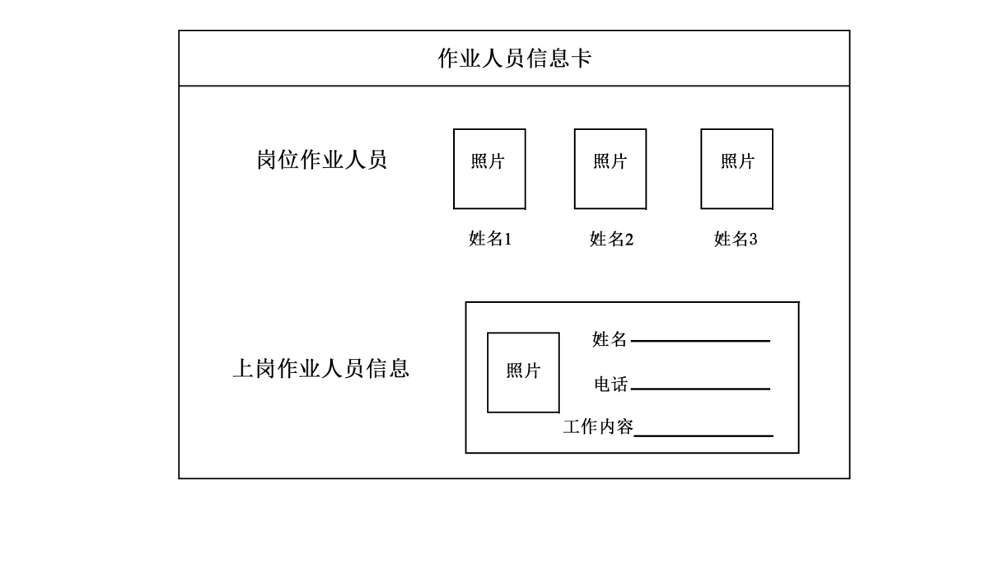 作业人员信息卡
岗位作业人员
照片
照片
照片
姓名1
姓名2
姓名3
上岗作业人员信息
照片
姓名
电话
工作内容